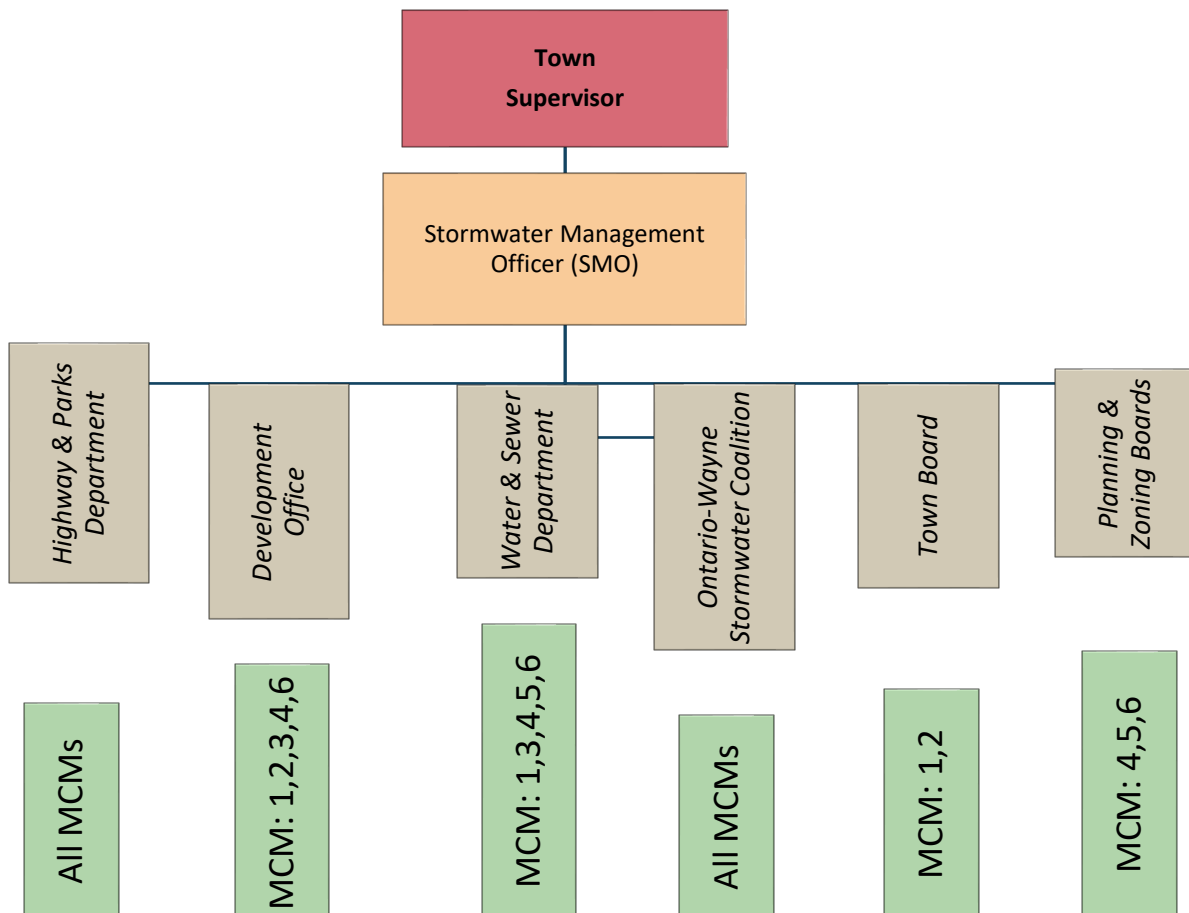 Town
Supervisor
Stormwater Management
Officer (SMO)
Highway & Parks
Department
Development
Office
Water & Sewer
Department
Ontario-Wayne
Stormwater Coalition
Town Board
Planning &
Zoning Boards
All MCMs
MCM: 1,2,3,4,6
MCM: 1,3,4,5,6
All MCMs
MCM: 1,2
MCM: 4,5,6